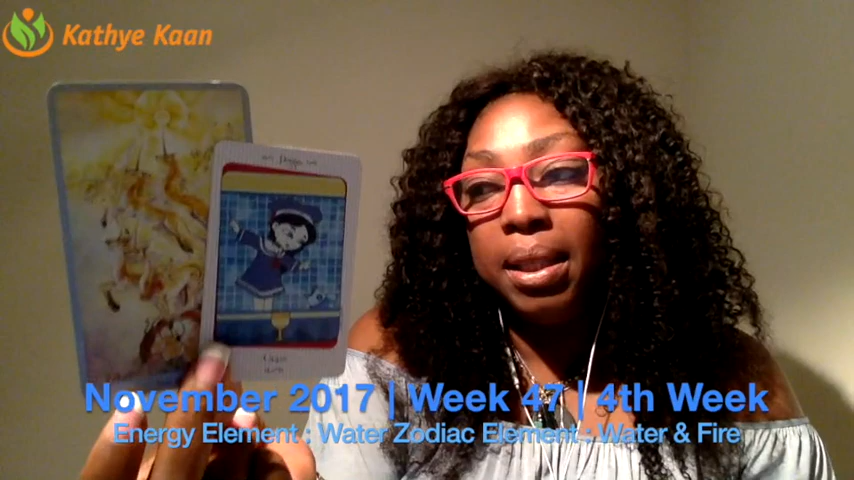 Kathye Kaan
November 2017 | Week 47 | 4th Week
Energy Element : Water Zodiac Element : Water & Fire